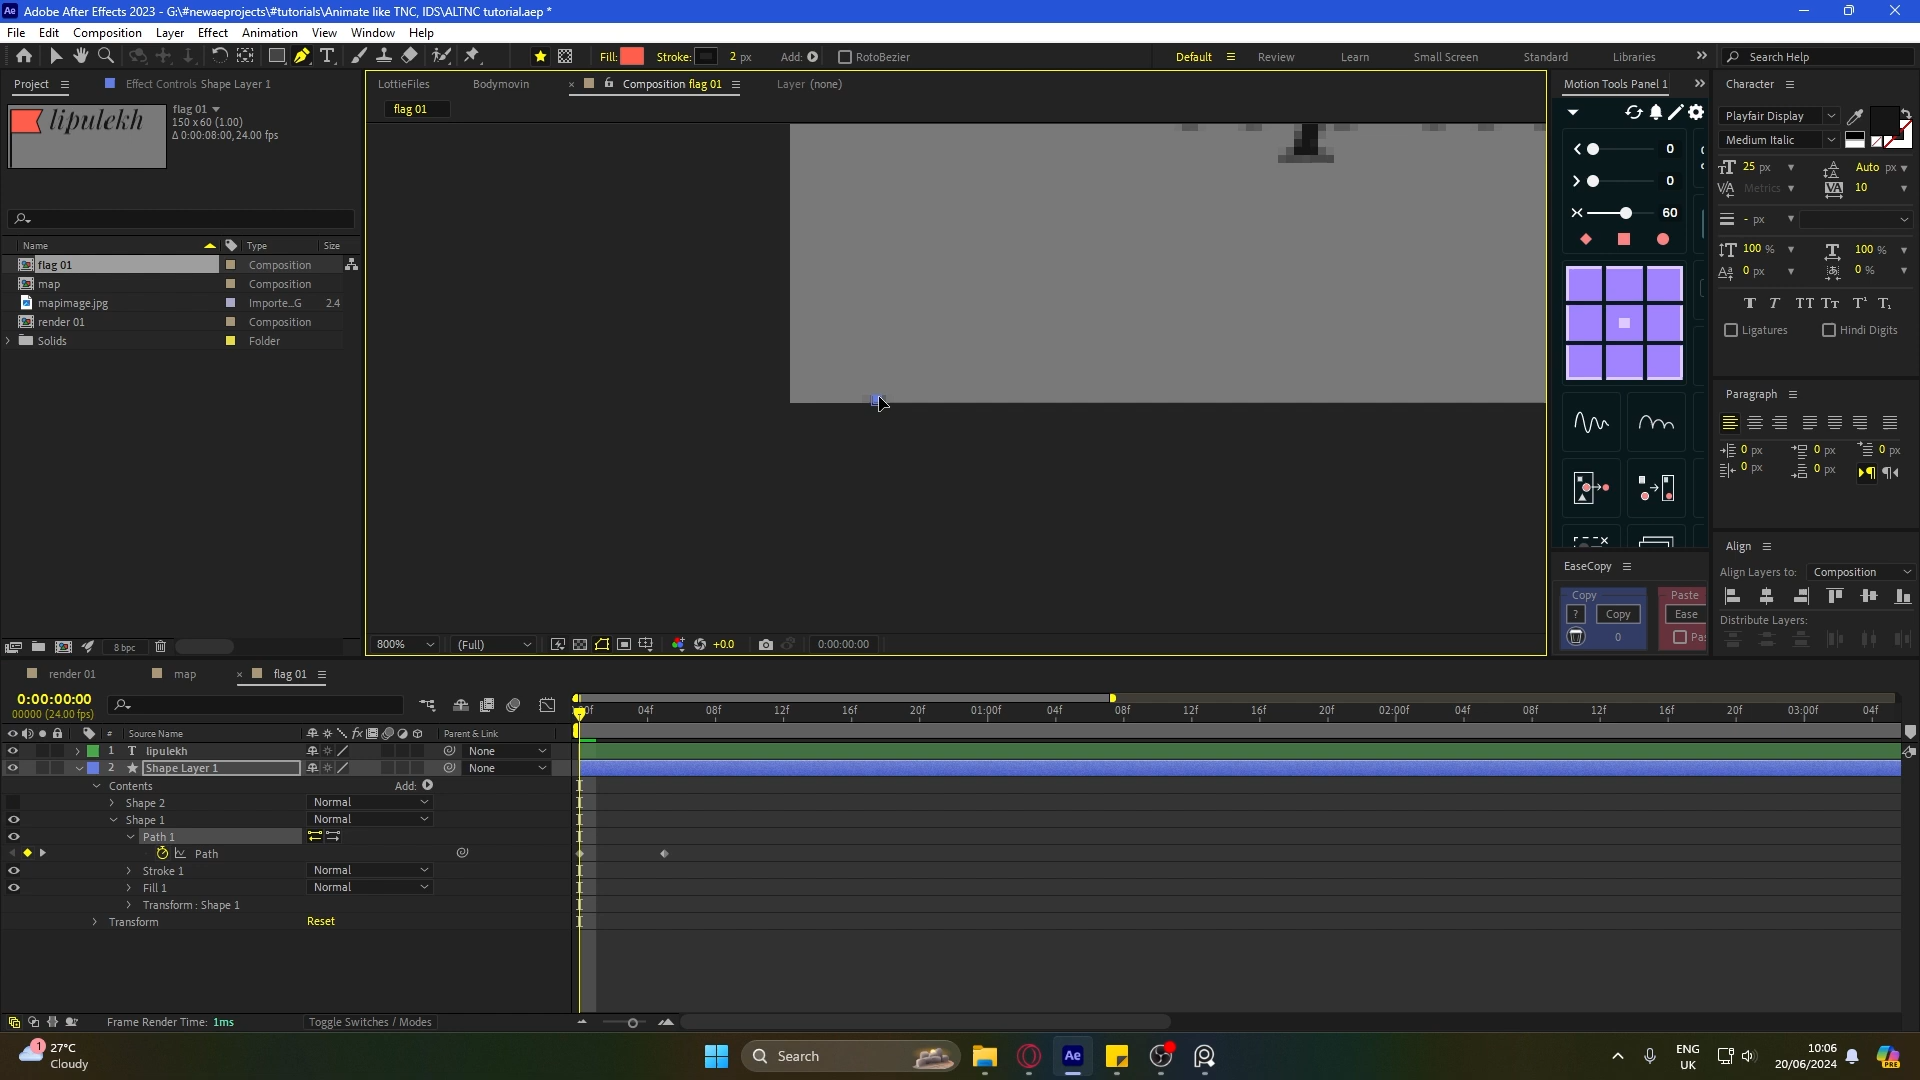 Adobe After Effects 2023 - G:\#newaeprojects\#tutorials\Animate like TNC, IDS\ALTNC tutorial.aep *
File Edit Composition Layer Effect Animation View Window Help
Fill: Stroke: 2 px Add: RotoBezier Default Review Learn Small Screen Standard Libraries Search Help
Project Effect Controls Shape Layer 1
lipulekh
flag 01
150 x 60 (1.00)
Δ 0:00:08:00, 24.00 fps
Name Type Size
flag 01 Composition
map Composition
mapimage.jpg Importe...G 2.4
render 01 Composition
Solids Folder
8 bpc
LottieFiles Bodymovin Composition flag 01 Layer (none)
flag 01
800% (Full) +0.0 0:00:00:00
Motion Tools Panel 1
0
0
60
EaseCopy
Copy Paste
? Copy Ease
0
Character
Playfair Display
Medium Italic
25 px Auto px
Metrics 10
- px
100 % 100 %
0 px 0 %
Ligatures Hindi Digits
Paragraph
0 px 0 px 0 px
0 px 0 px
Align
Align Layers to: Composition
Distribute Layers:
render 01 map flag 01
0:00:00:00
00000 (24.00 fps)
04f 08f 12f 16f 20f 01:00f 04f 08f 12f 16f 20f 02:00f 04f 08f 12f 16f 20f 03:00f 04f
# Source Name Parent & Link
1 T lipulekh None
2 Shape Layer 1 None
Contents Add:
Shape 2 Normal
Shape 1 Normal
Path 1
Path
Stroke 1 Normal
Fill 1 Normal
Transform : Shape 1
Transform Reset
Frame Render Time: 1ms Toggle Switches / Modes
1
27°C
Cloudy
Search
Ae
ENG
UK
10:06
20/06/2024
PRE